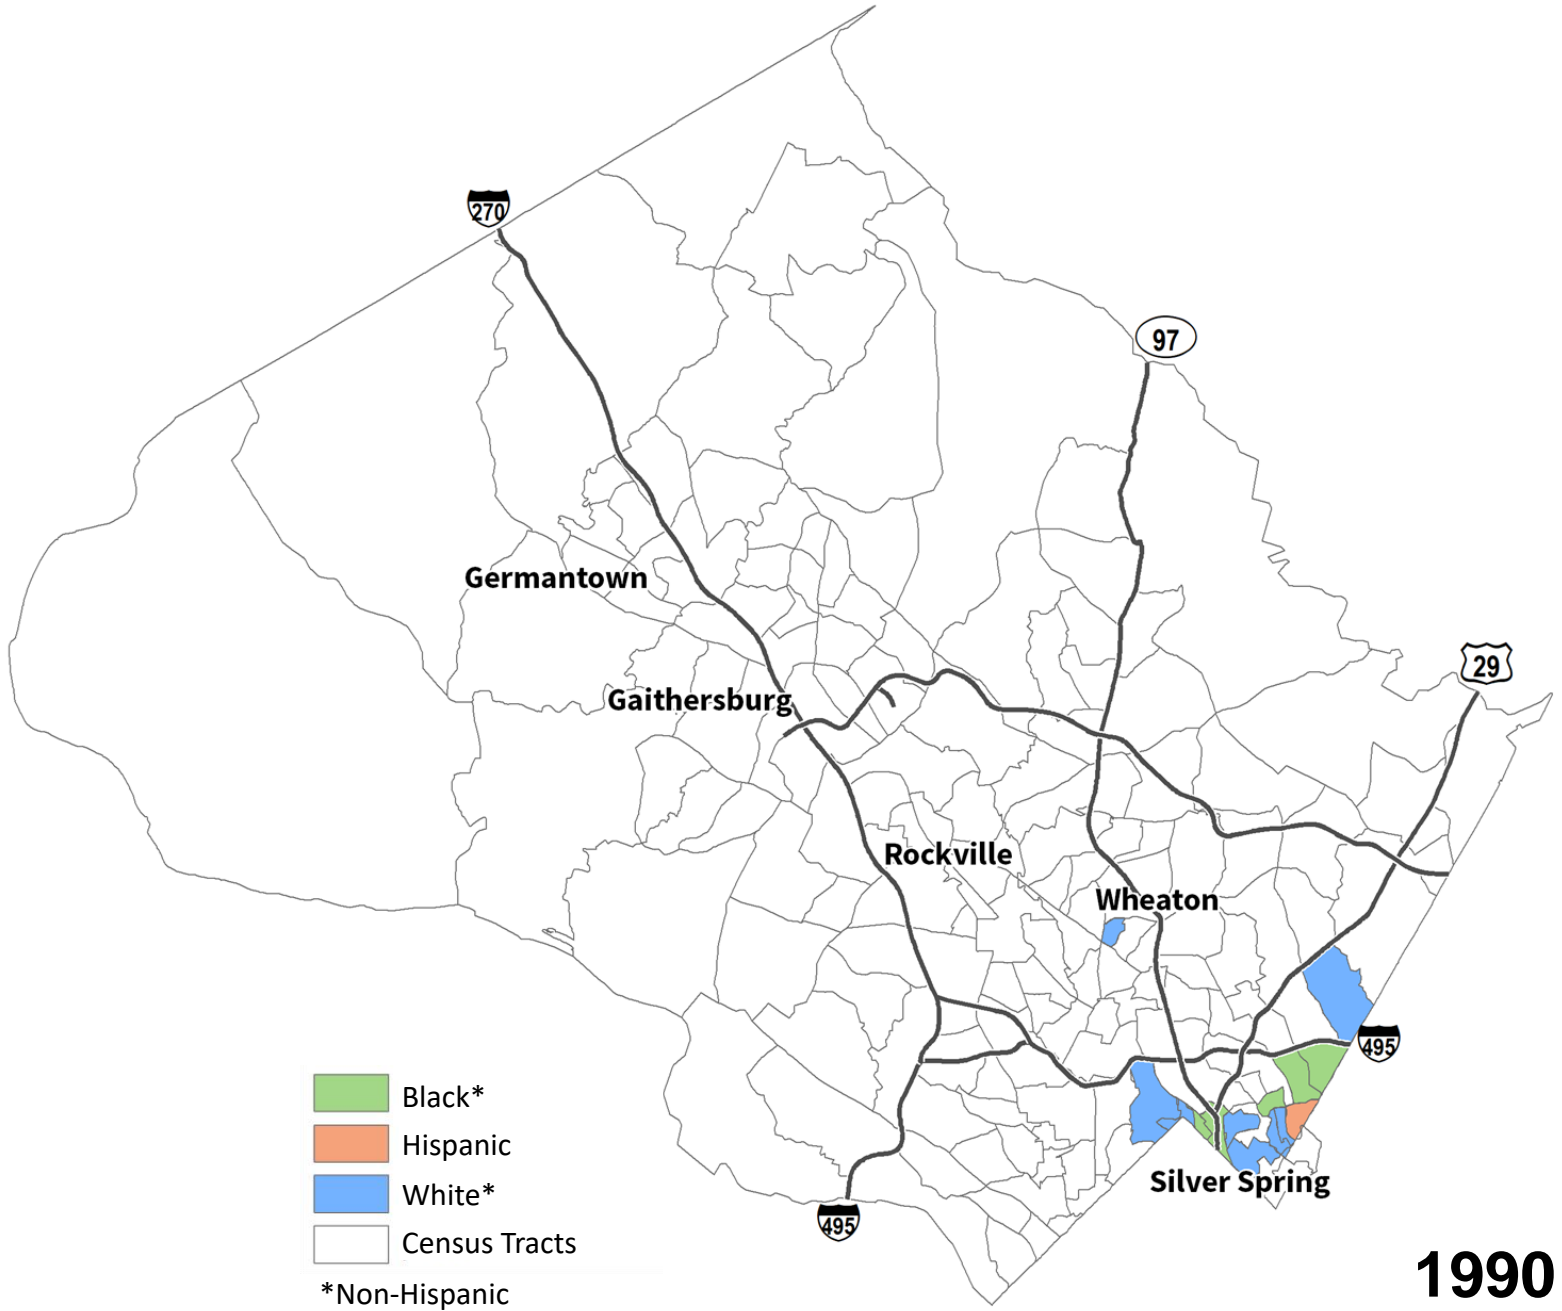 270
97
Germantown
29
Gaithersburg
Rockville
Wheaton
495
Black*
Hispanic
Silver Spring
White*
495
Census Tracts
*Non-Hispanic
1990